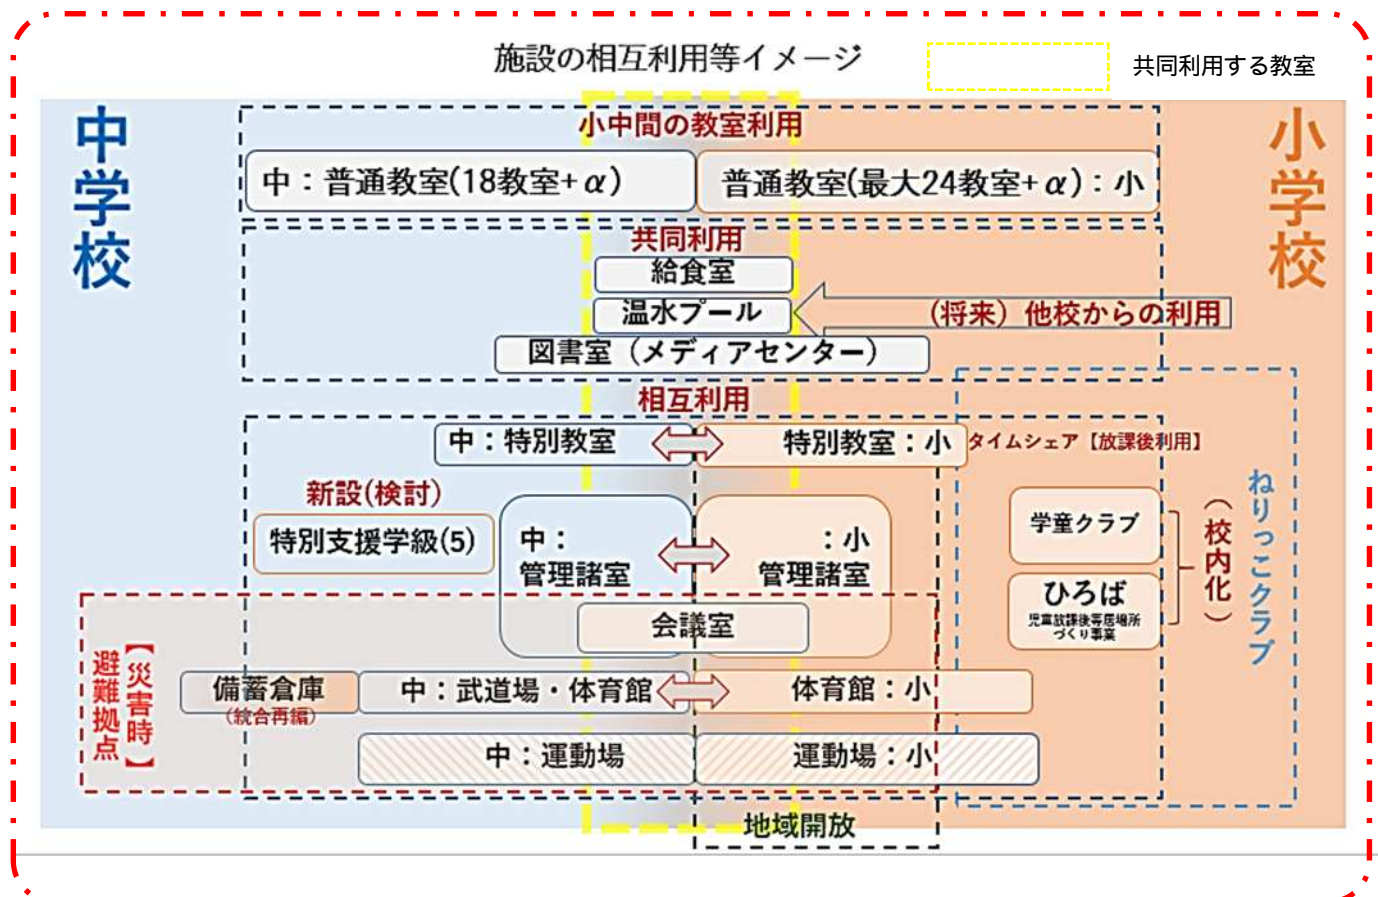 施設の相互利用等イメージ
共同利用する教室
中学校
小学校
小中間の教室利用
中：普通教室(18教室+α)
普通教室(最大24教室+α)：小
共同利用
給食室
温水プール
(将来）他校からの利用
図書室（メディアセンター）
相互利用
中：特別教室
特別教室：小
タイムシェア【放課後利用】
新設(検討)
特別支援学級(5)
中：
管理諸室
：小
管理諸室
会議室
学童クラブ
ひろば
児童放課後等居場所
づくり事業
（校内化）
ねりっこクラブ
【災害時】
避難拠点
備蓄倉庫
(統合再編)
中：武道場・体育館
体育館：小
中：運動場
運動場：小
地域開放